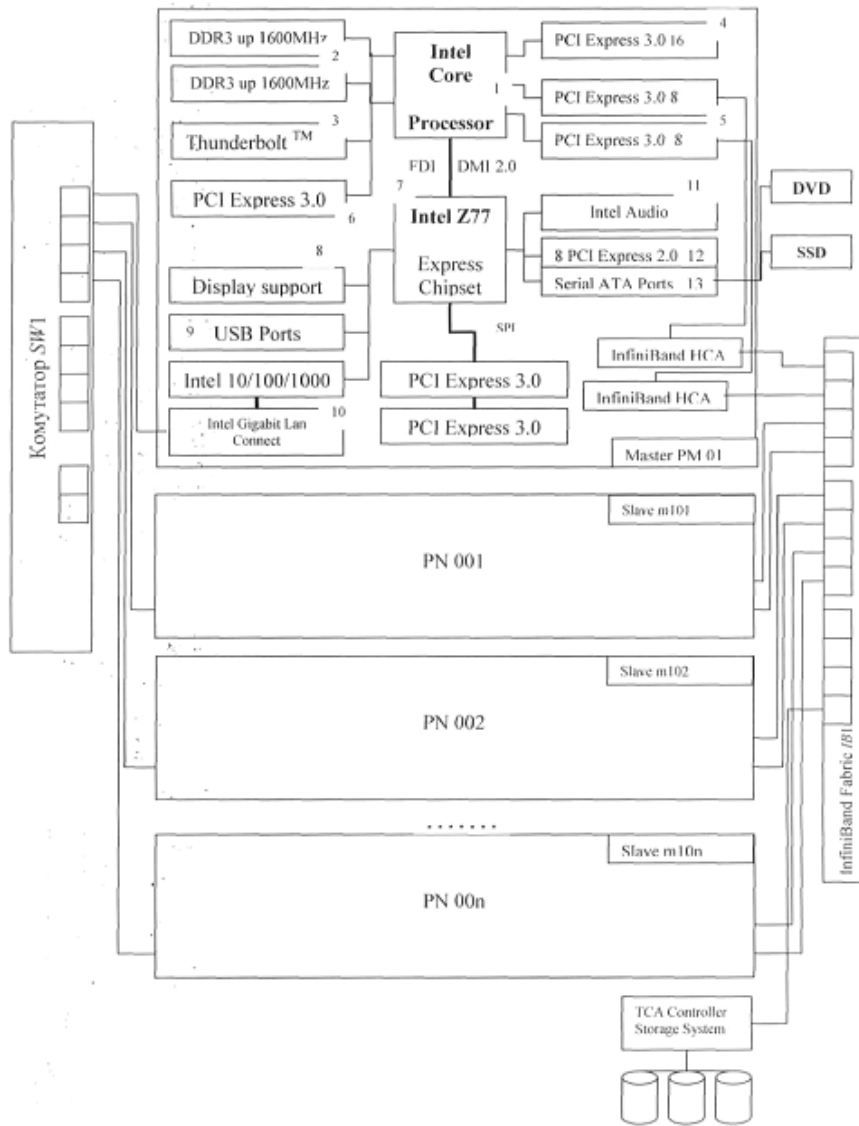 DDR3 up 1600MHz
2
DDR3 up 1600MHz
3
Thunderbolt TM
PCI Express 3.0
6
Intel
Core
1
Processor
4
PCI Express 3.0 16
PCI Express 3.0 8
5
PCI Express 3.0 8
FDI
DMI 2.0
7
Intel Z77
Express
Chipset
11
Intel Audio
8 PCI Express 2.0 12
Serial ATA Ports 13
DVD
SSD
8
Display support
9 USB Ports
Intel 10/100/1000
10
Intel Gigabit Lan
Connect
SPI
PCI Express 3.0
PCI Express 3.0
InfiniBand HCA
InfiniBand HCA
Master PM 01
Комутатор SW1
Slave m101
PN 001
Slave m102
PN 002
.......
Slave m10n
PN 00n
InfiniBand Fabric IB1
TCA Controller
Storage System